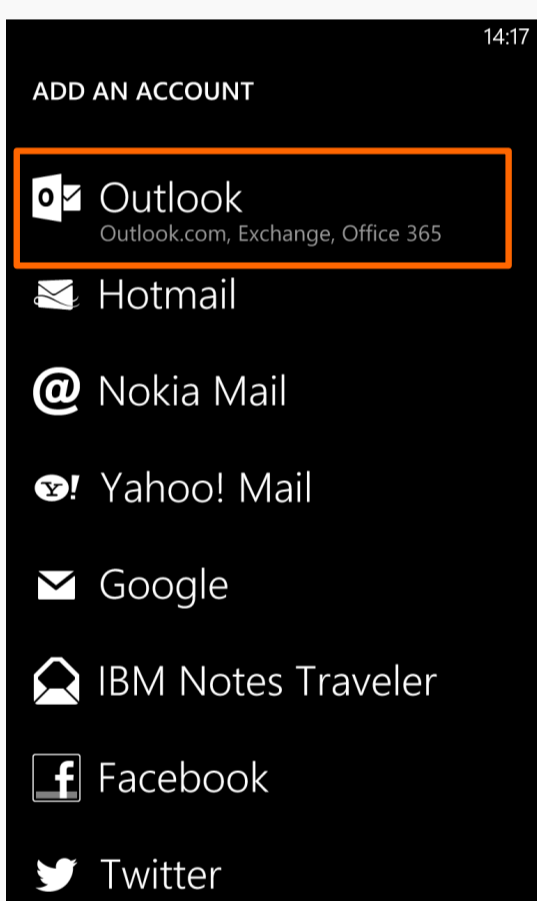 14:17
ADD AN ACCOUNT
Outlook
Outlook.com, Exchange, Office 365
Hotmail
@ Nokia Mail
Yahoo! Mail
Google
IBM Notes Traveler
Facebook
Twitter